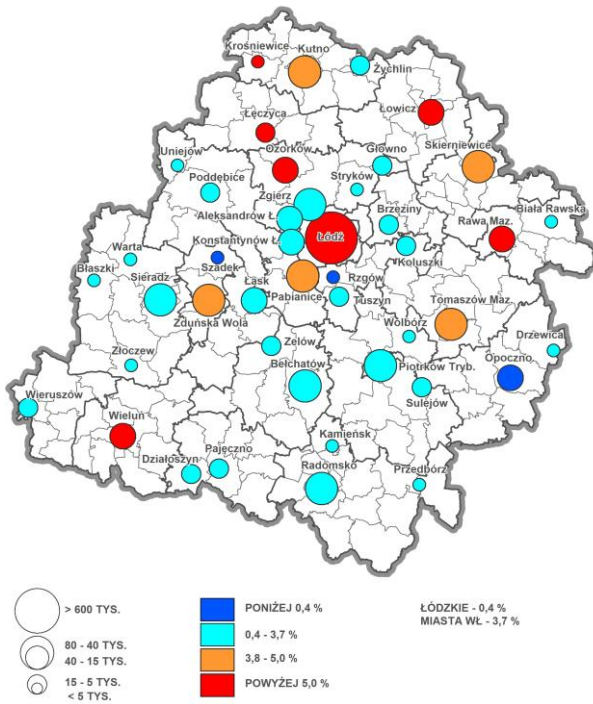 Krośniewice
Kutno
Żychlin
Łowicz
Łęczyca
Skierniewice
Ozorków
Głowno
Uniejów
Stryków
Poddębice
Zgierz
Aleksandrów Ł.
Brzeziny
Biała Rawska
Rawa Maz.
Konstantynów Ł.
Łódź
Koluszki
Warta
Szadek
Rzgów
Błaszki
Sieradz
Łask
Pabianice
Tuszyn
Tomaszów Maz.
Zduńska Wola
Wolbórz
Drzewica
Zelów
Złoczew
Bełchatów
Piotrków Tryb.
Opoczno
Sulejów
Wieruszów
Wieluń
Kamieńsk
Pajęczno
Działoszyn
Radomsko
Przedbórz
> 600 TYS.
80 - 40 TYS.
40 - 15 TYS.
15 - 5 TYS.
< 5 TYS.
PONIŻEJ 0,4 %
0,4 - 3,7 %
3,8 - 5,0 %
POWYŻEJ 5,0 %
ŁÓDZKIE - 0,4 %
MIASTA WŁ - 3,7 %